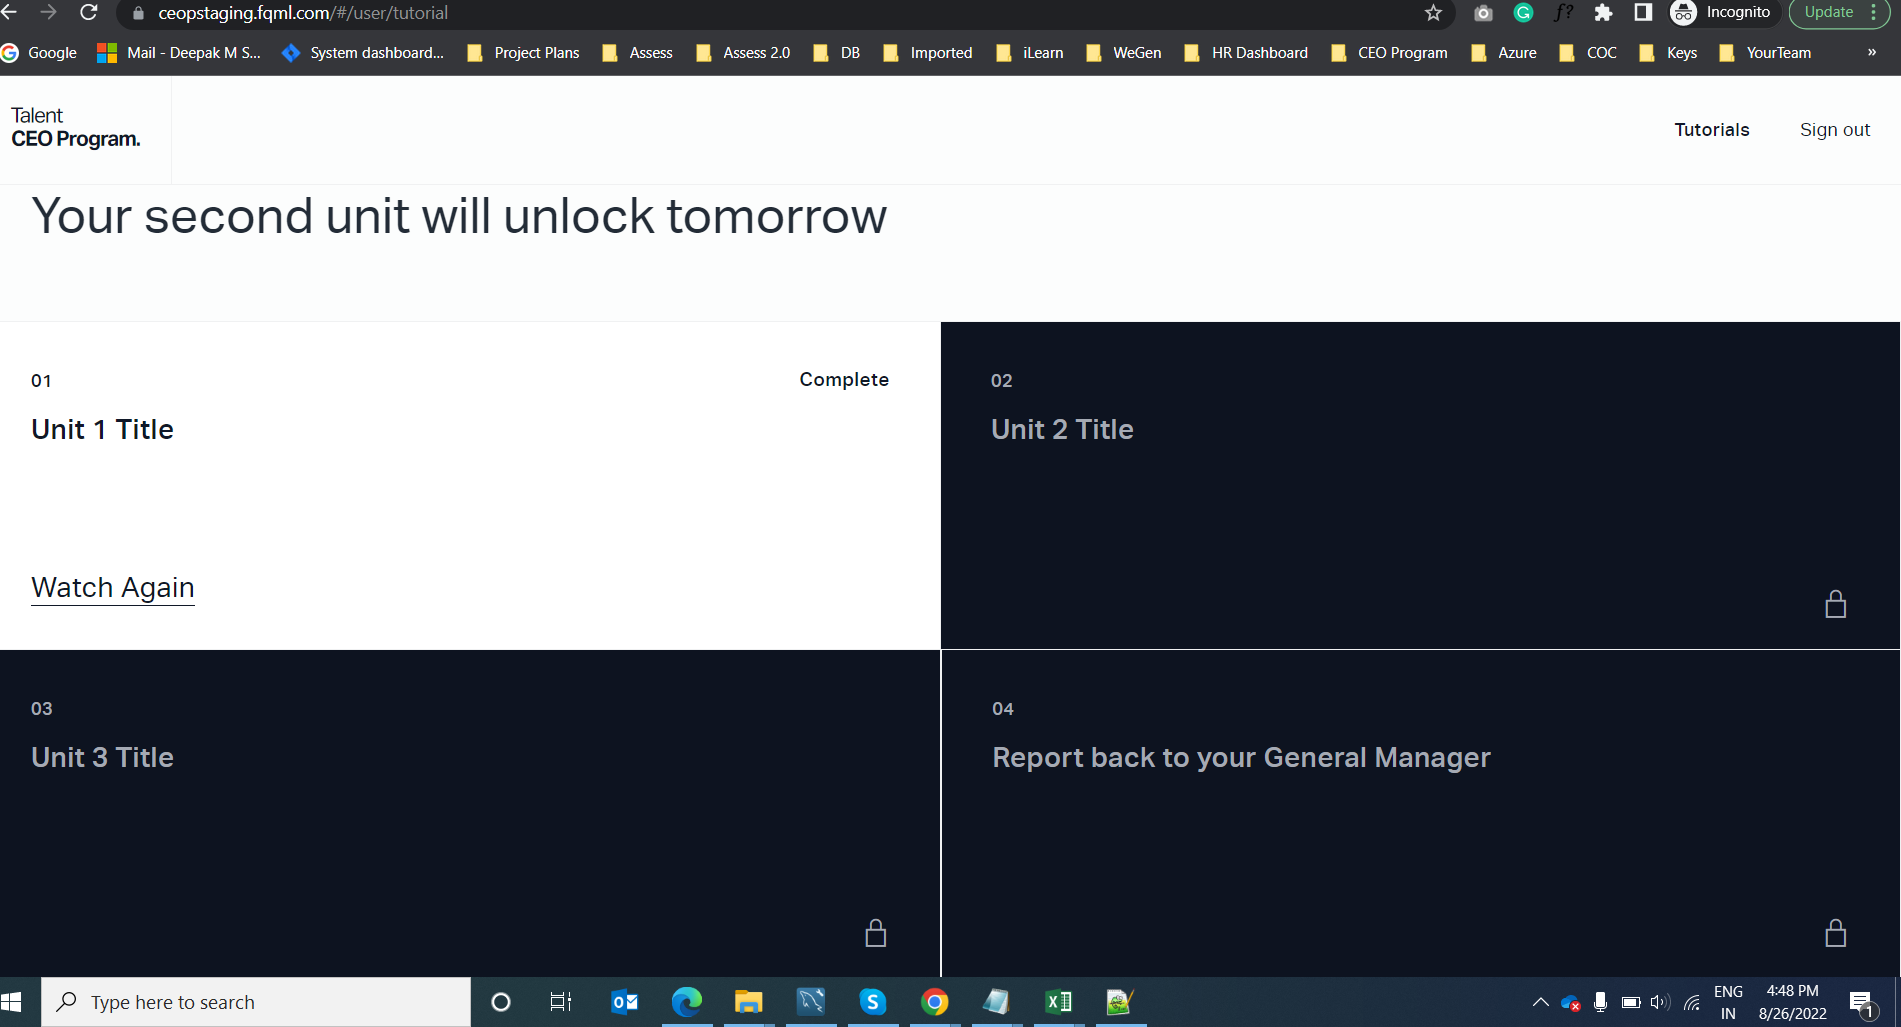 ceopstaging.fqml.com/#/user/tutorial
Incognito
Update
Google
Mail - Deepak M S...
System dashboard...
Project Plans
Assess
Assess 2.0
DB
Imported
iLearn
WeGen
HR Dashboard
CEO Program
Azure
COC
Keys
YourTeam
»
Talent
CEO Program.
Tutorials
Sign out
Your second unit will unlock tomorrow
01
Complete
Unit 1 Title
Watch Again
02
Unit 2 Title
03
Unit 3 Title
04
Report back to your General Manager
Type here to search
ENG
IN
4:48 PM
8/26/2022
1